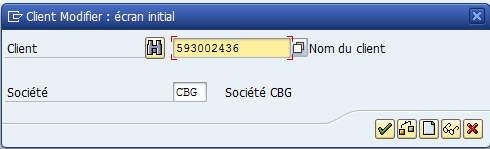 Client Modifier : écran initial
Client 593002436 Nom du client
Société CBG Société CBG